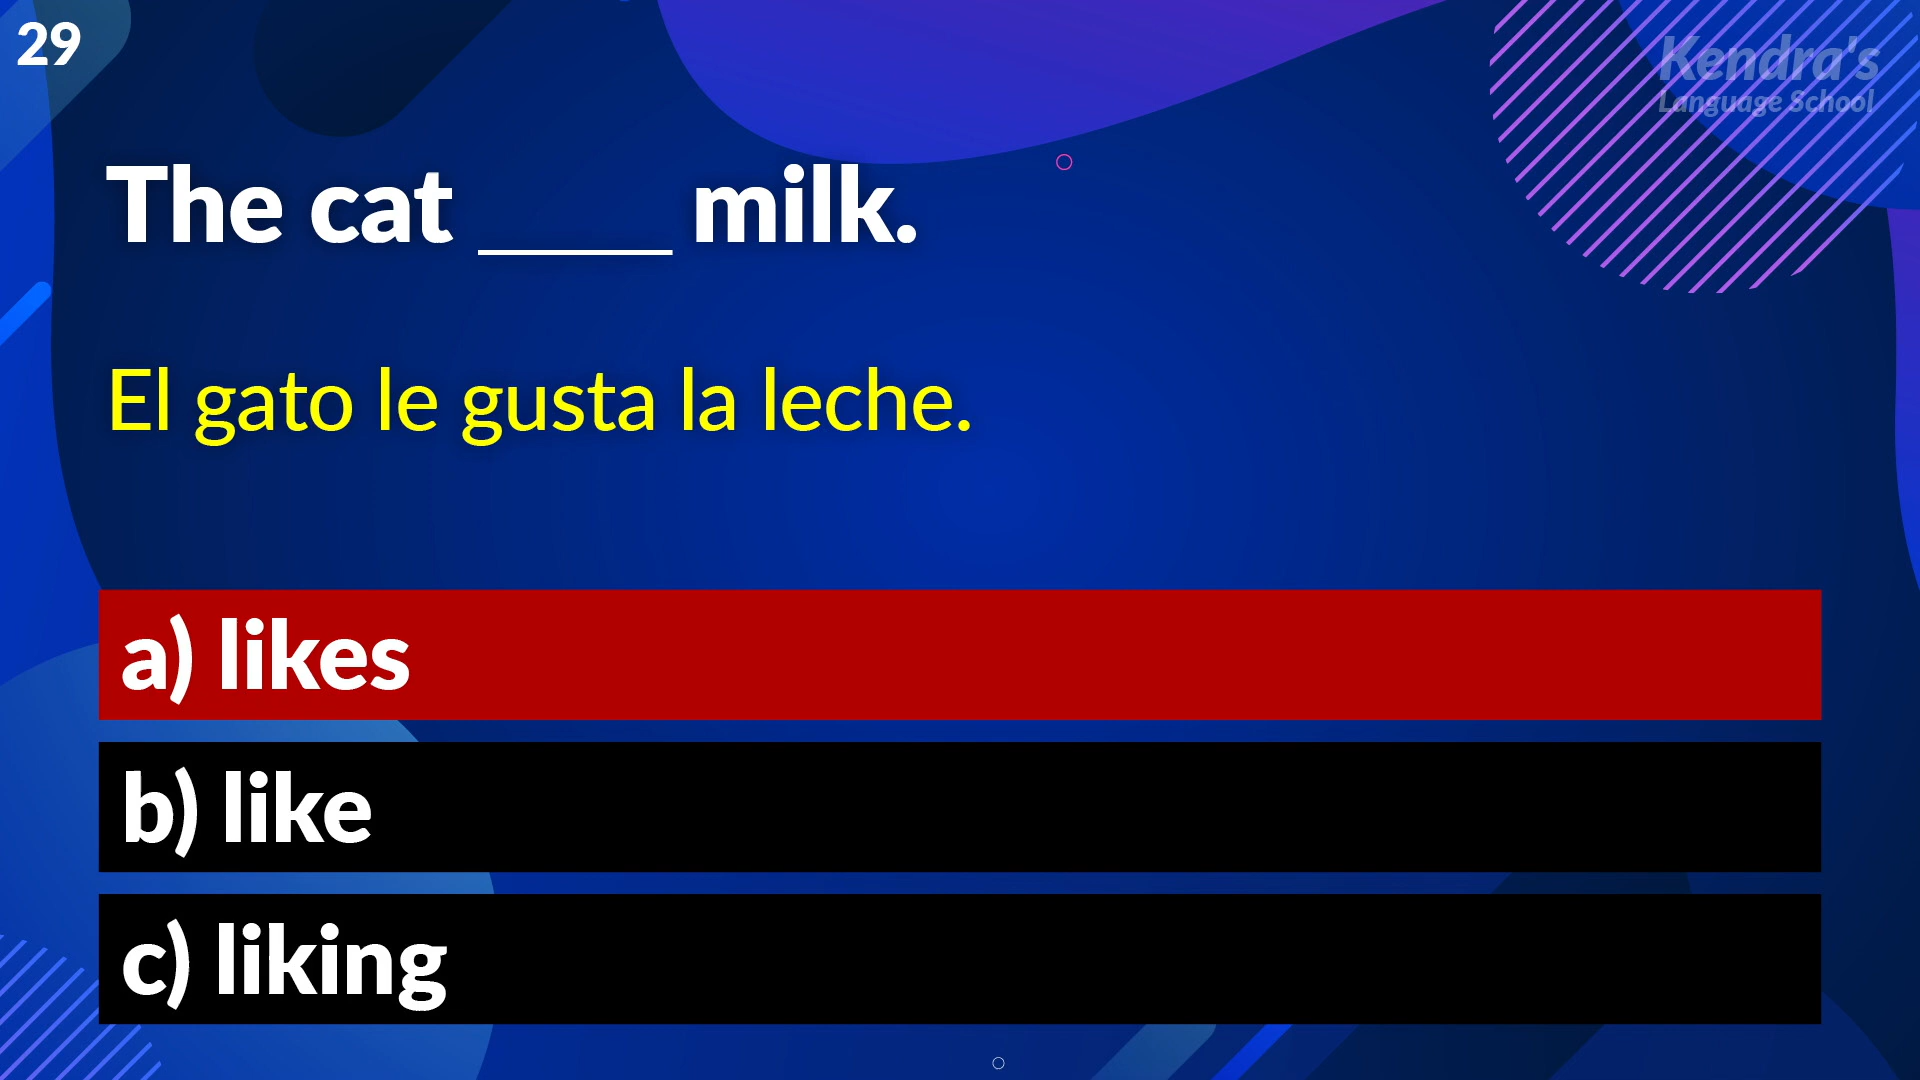 29
Kendra's
Language School
The cat ____ milk.
El gato le gusta la leche.
a) likes
b) like
c) liking